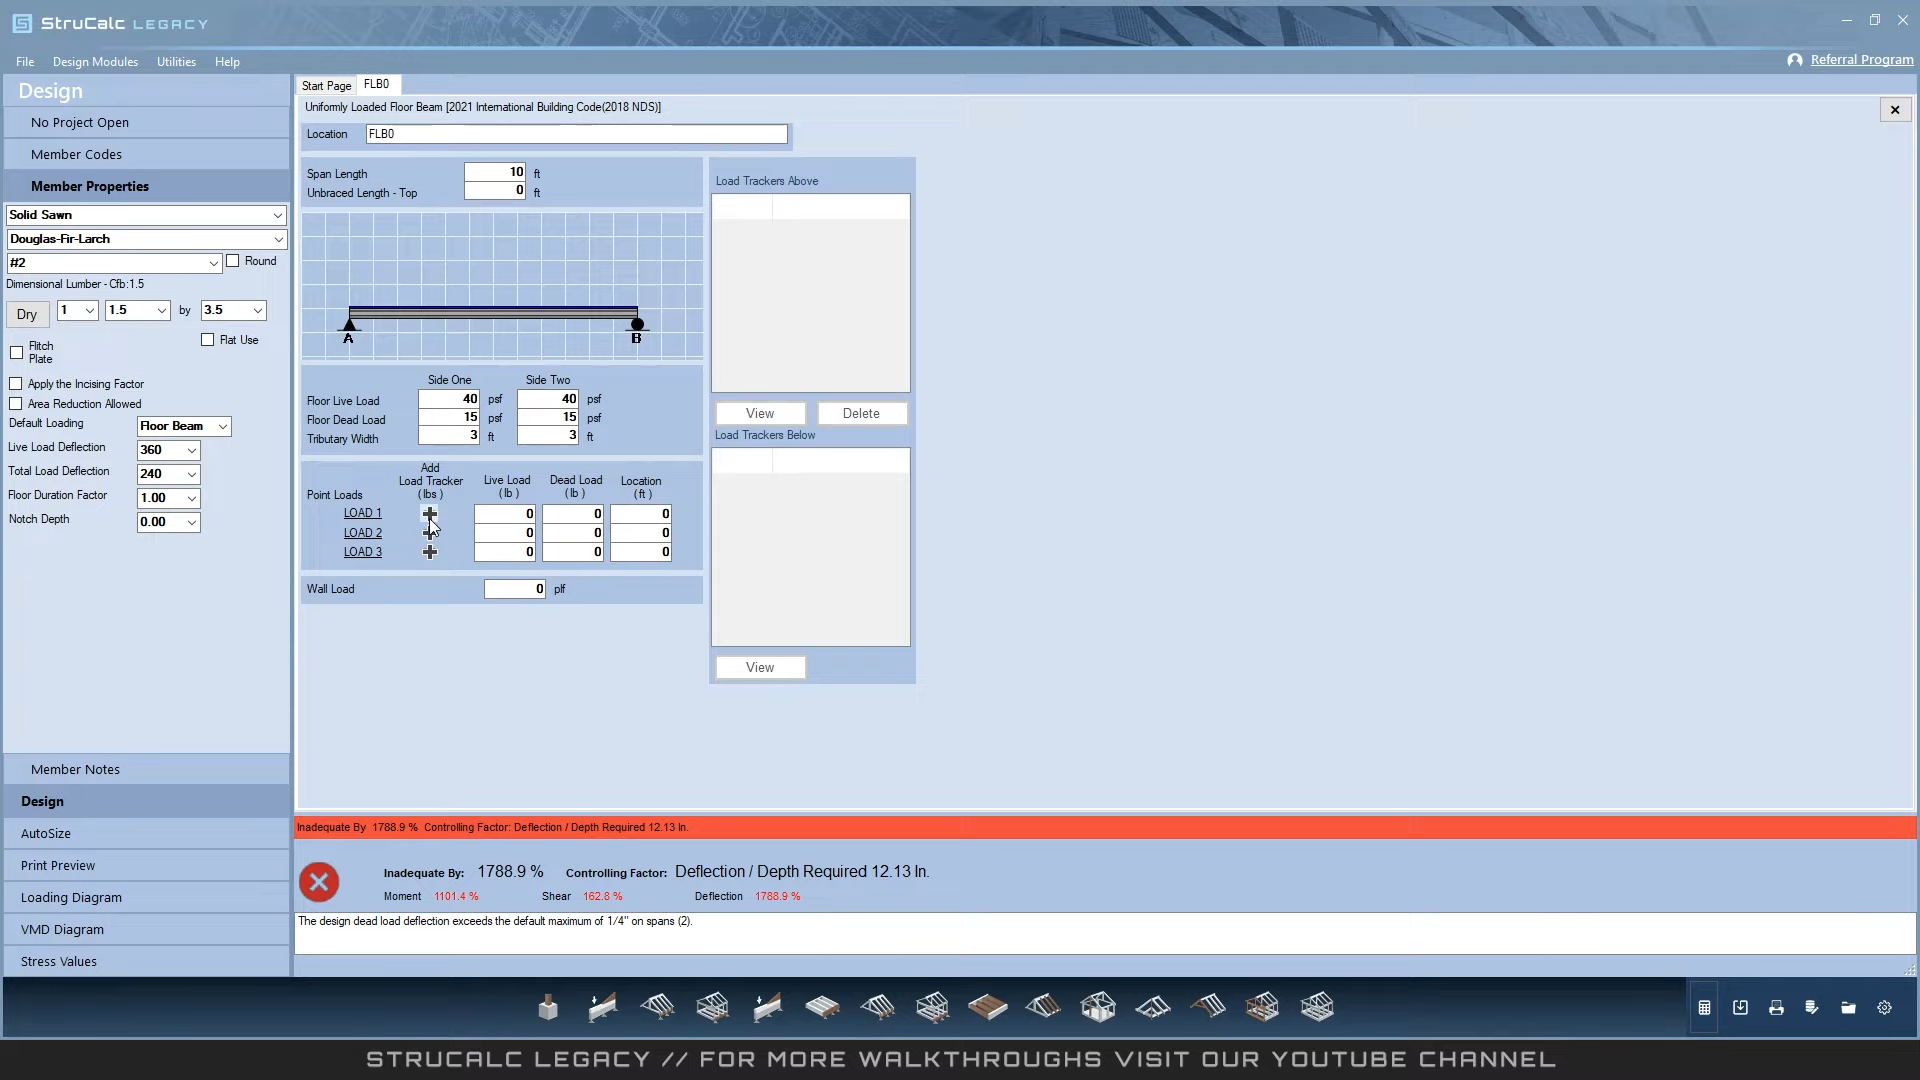 StruCalc LEGACY
File Design Modules Utilities Help
Referral Program
Design
No Project Open
Member Codes
Member Properties
Solid Sawn
Douglas-Fir-Larch
#2
Round
Dimensional Lumber - Cfb:1.5
Dry 1 1.5 by 3.5
Flat Use
Flitch
Plate
Apply the Incising Factor
Area Reduction Allowed
Default Loading Floor Beam
Live Load Deflection 360
Total Load Deflection 240
Floor Duration Factor 1.00
Notch Depth 0.00
Member Notes
Design
AutoSize
Print Preview
Loading Diagram
VMD Diagram
Stress Values
Start Page FLB0
Uniformly Loaded Floor Beam [2021 International Building Code(2018 NDS)]
Location FLB0
Span Length 10 ft
Unbraced Length - Top 0 ft
A B
Side One Side Two
Floor Live Load 40 psf 40 psf
Floor Dead Load 15 psf 15 psf
Tributary Width 3 ft 3 ft
Add
Load Tracker Live Load Dead Load Location
Point Loads ( lbs ) ( lb ) ( lb ) ( ft )
LOAD 1 0 0 0
LOAD 2 0 0 0
LOAD 3 0 0 0
Wall Load 0 plf
Load Trackers Above
View Delete
Load Trackers Below
View
Inadequate By 1788.9 % Controlling Factor: Deflection / Depth Required 12.13 In.
Inadequate By: 1788.9 % Controlling Factor: Deflection / Depth Required 12.13 In.
Moment 1101.4 % Shear 162.8 % Deflection 1788.9 %
The design dead load deflection exceeds the default maximum of 1/4" on spans (2).
STRUCALC LEGACY // FOR MORE WALKTHROUGHS VISIT OUR YOUTUBE CHANNEL